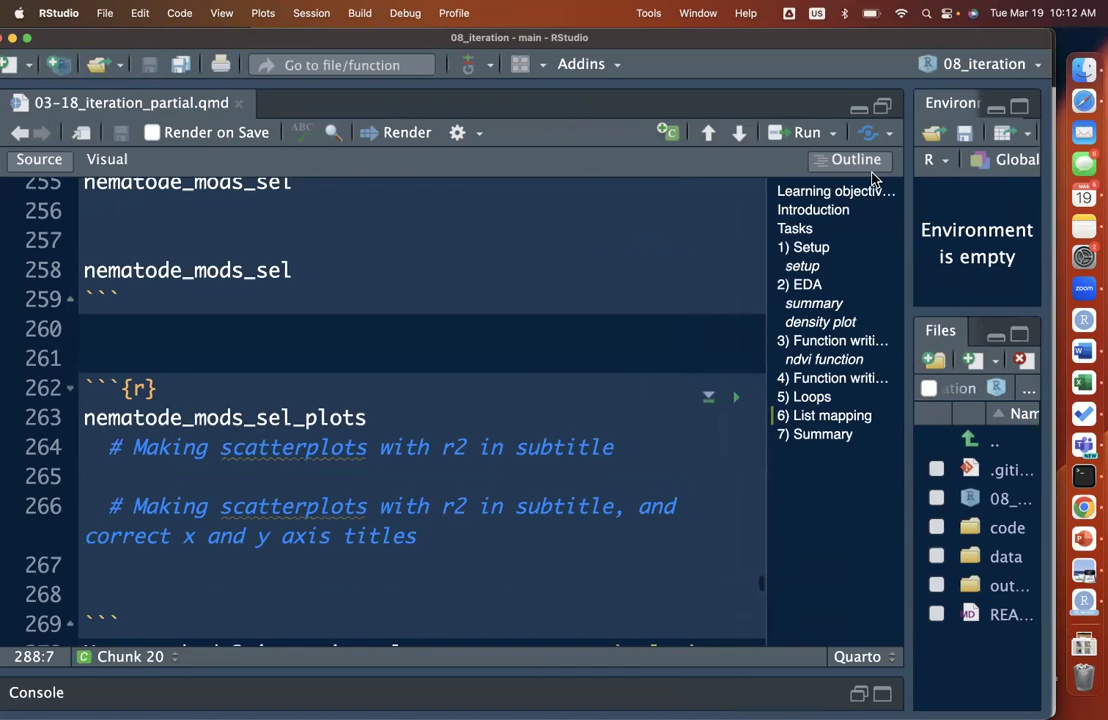 RStudio File Edit Code View Plots Session Build Debug Profile Tools Window Help US Tue Mar 19 10:12 AM
08_iteration - main - RStudio
Go to file/function Addins 08_iteration
03-18_iteration_partial.qmd Environ
Render on Save ABC Render Run
Source Visual Outline R Global
255 nematode_mods_sel
256
257
258 nematode_mods_sel
259 ```
260
261
262 ```{r}
263 nematode_mods_sel_plots
264 # Making scatterplots with r2 in subtitle
265
266 # Making scatterplots with r2 in subtitle, and
correct x and y axis titles
267
268
269 ```
Learning objectiv...
Introduction
Tasks
1) Setup
setup
2) EDA
summary
density plot
3) Function writi...
ndvi function
4) Function writi...
5) Loops
6) List mapping
7) Summary
Environment
is empty
Files
ation ...
Nam
..
.giti...
08_...
code
data
out...
REA...
19
zoom
288:7 Chunk 20 Quarto
Console